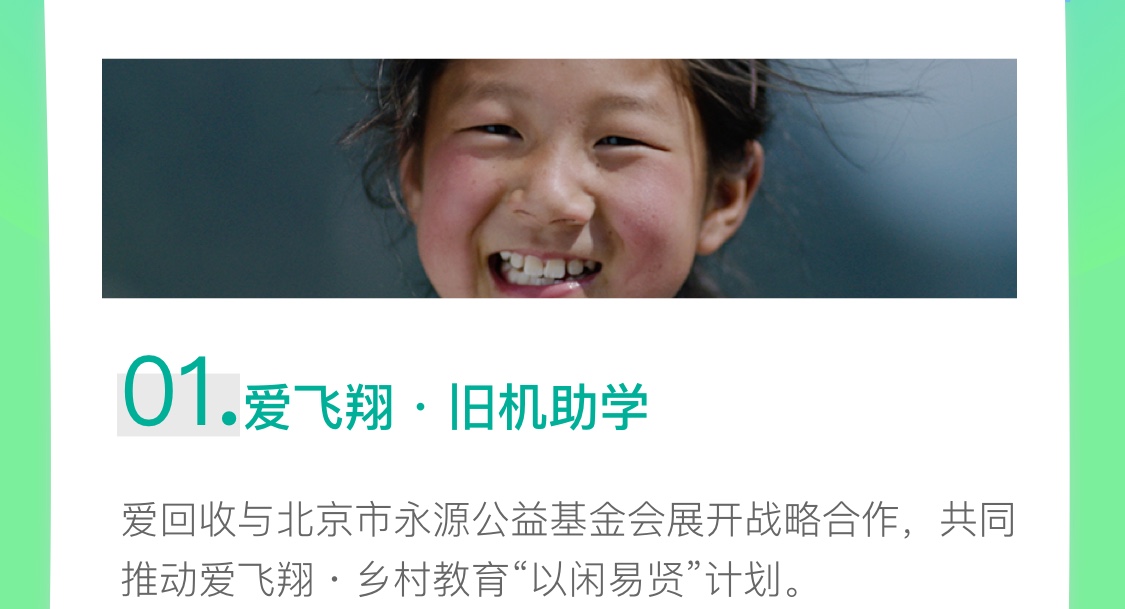 01.爱飞翔·旧机助学
爱回收与北京市永源公益基金会展开战略合作，共同
推动爱飞翔·乡村教育“以闲易贤”计划。